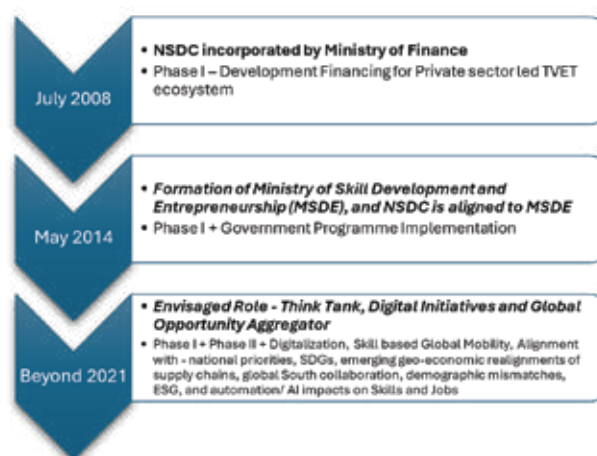 July 2008
• NSDC incorporated by Ministry of Finance
• Phase I – Development Financing for Private sector led TVET
ecosystem
May 2014
• Formation of Ministry of Skill Development and
Entrepreneurship (MSDE), and NSDC is aligned to MSDE
• Phase I + Government Programme Implementation
Beyond 2021
• Envisaged Role - Think Tank, Digital Initiatives and Global
Opportunity Aggregator
• Phase I + Phase II + Digitalization, Skill based Global Mobility, Alignment
with - national priorities, SDGs, emerging geo-economic realignments of
supply chains, global South collaboration, demographic mismatches,
ESG, and automation/ AI impacts on Skills and Jobs